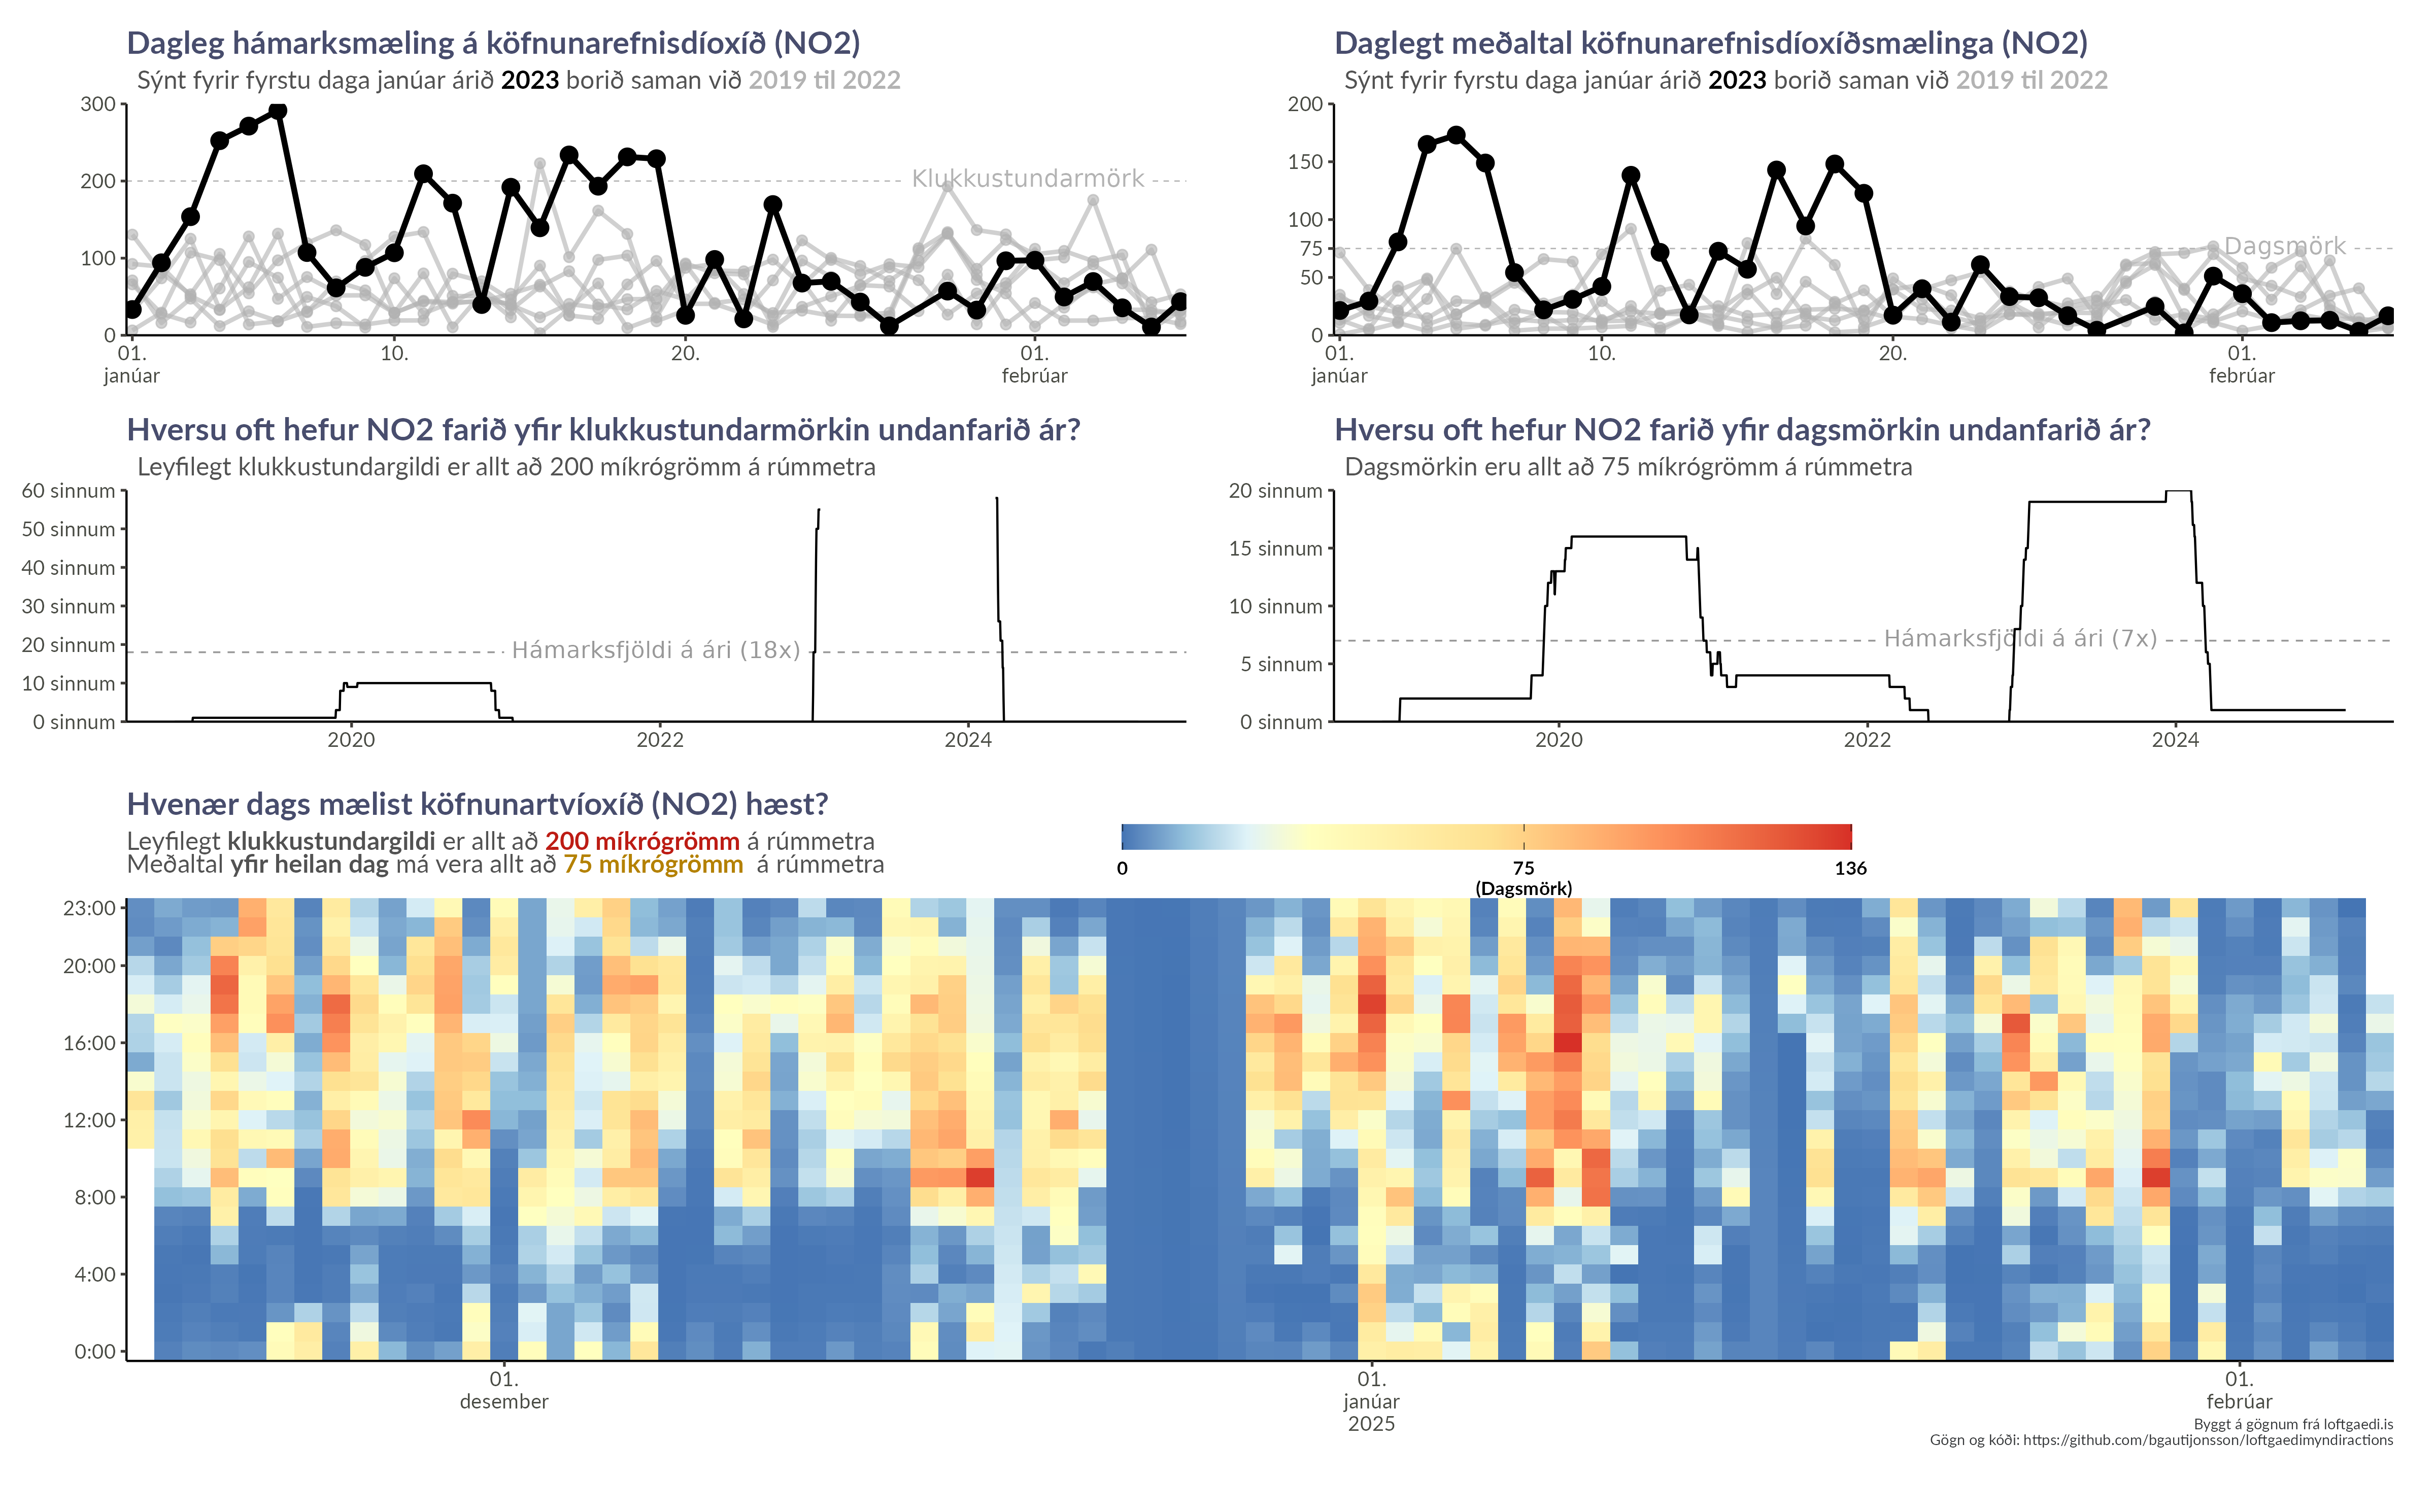 Dagleg hámarksmæling á köfnunarefnisdíoxíð (NO2)
Sýnt fyrir fyrstu daga janúar árið 2023 borið saman við 2019 til 2022
300
200
100
0
Klukkustundarmörk
01.
janúar
10.
20.
01.
febrúar
Daglegt meðaltal köfnunarefnisdíoxíðsmælinga (NO2)
Sýnt fyrir fyrstu daga janúar árið 2023 borið saman við 2019 til 2022
200
150
100
75
50
0
Dagsmörk
01.
janúar
10.
20.
01.
febrúar
Hversu oft hefur NO2 farið yfir klukkustundarmörkin undanfarið ár?
Leyfilegt klukkustundargildi er allt að 200 míkrógrömm á rúmmetra
60 sinnum
50 sinnum
40 sinnum
30 sinnum
20 sinnum
10 sinnum
0 sinnum
Hámarksfjöldi á ári (18x)
2020
2022
2024
Hversu oft hefur NO2 farið yfir dagsmörkin undanfarið ár?
Dagsmörkin eru allt að 75 míkrógrömm á rúmmetra
20 sinnum
15 sinnum
10 sinnum
5 sinnum
0 sinnum
Hámarksfjöldi á ári (7x)
2020
2022
2024
Hvenær dags mælist köfnunartvíoxíð (NO2) hæst?
Leyfilegt klukkustundargildi er allt að 200 míkrógrömm á rúmmetra
Meðaltal yfir heilan dag má vera allt að 75 míkrógrömm á rúmmetra
0
75
(Dagsmörk)
136
23:00
20:00
16:00
12:00
8:00
4:00
0:00
01.
desember
01.
janúar
2025
01.
febrúar
Byggt á gögnum frá loftgaedi.is
Gögn og kóði: https://github.com/bgautijonsson/loftgaedimyndiractions